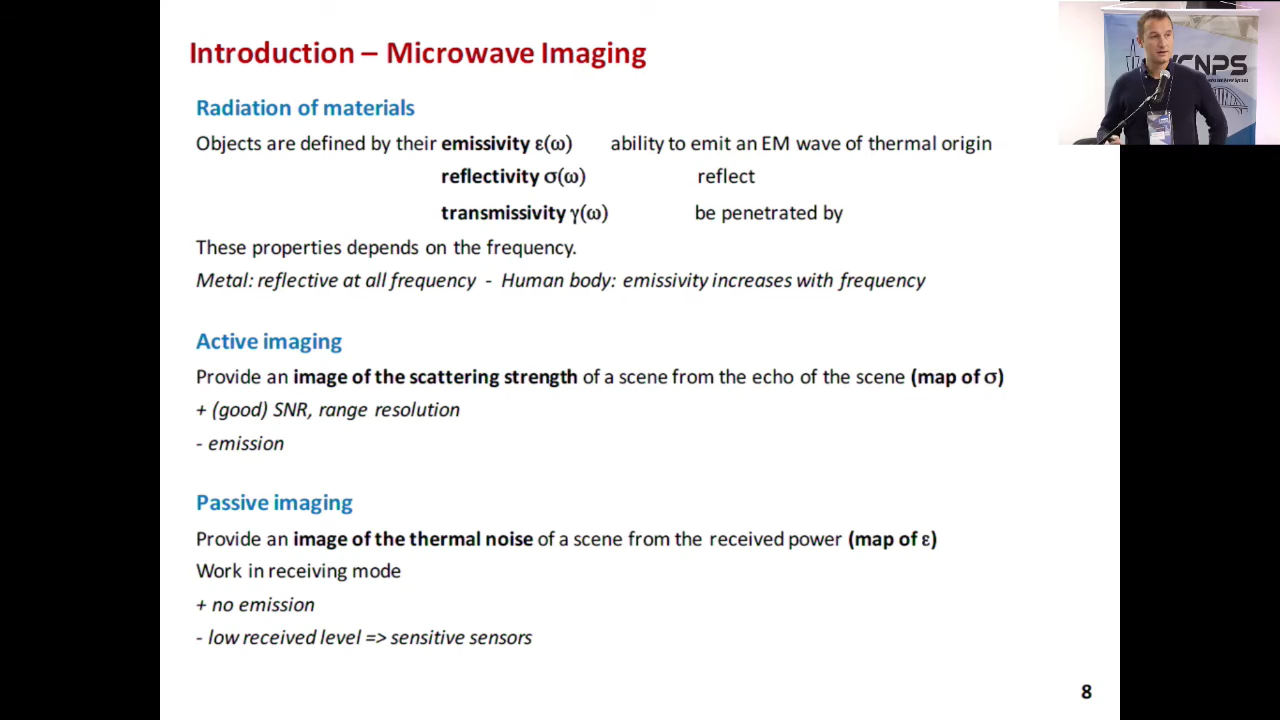 Introduction – Microwave Imaging
Radiation of materials
Objects are defined by their emissivity ε(ω) ability to emit an EM wave of thermal origin
reflectivity σ(ω) reflect
transmissivity γ(ω) be penetrated by
These properties depends on the frequency.
Metal: reflective at all frequency - Human body: emissivity increases with frequency
Active imaging
Provide an image of the scattering strength of a scene from the echo of the scene (map of σ)
+ (good) SNR, range resolution
- emission
Passive imaging
Provide an image of the thermal noise of a scene from the received power (map of ε)
Work in receiving mode
+ no emission
- low received level => sensitive sensors
8
CNPS